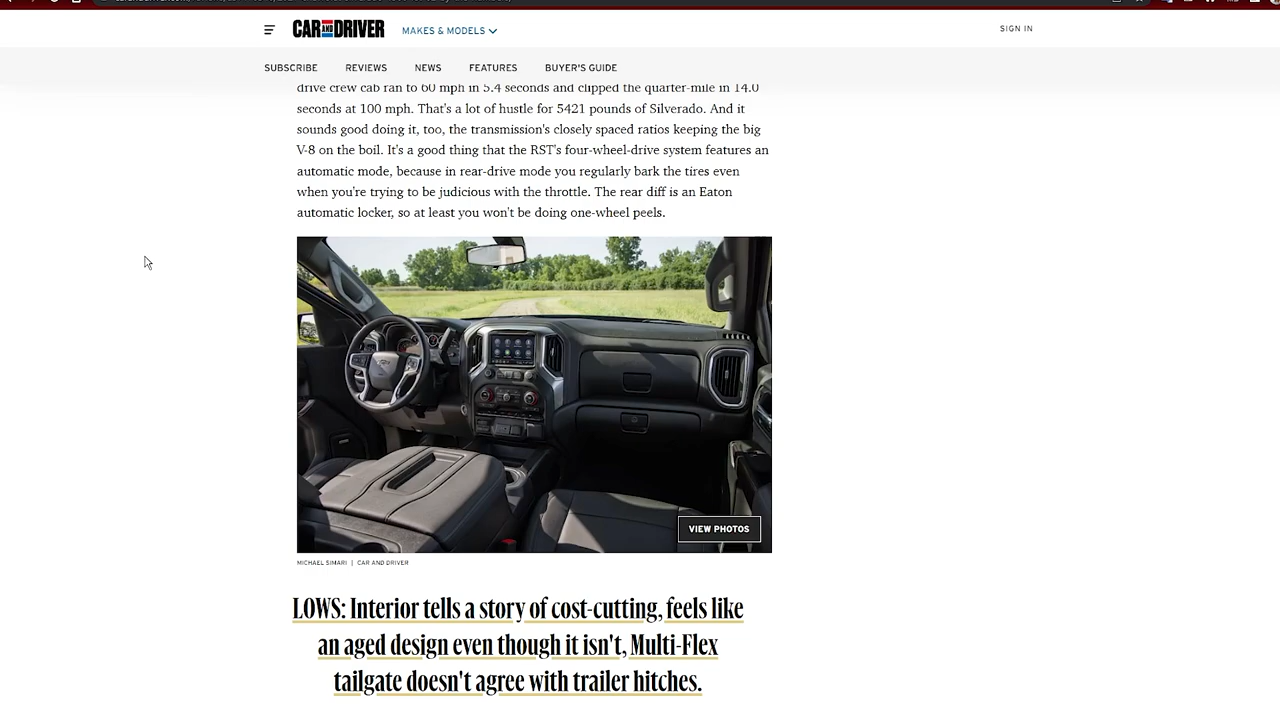 CAR AND DRIVER
MAKES & MODELS
SIGN IN
SUBSCRIBE
REVIEWS
NEWS
FEATURES
BUYER'S GUIDE
drive crew cab ran to 60 mph in 5.4 seconds and clipped the quarter-mile in 14.0
seconds at 100 mph. That's a lot of hustle for 5421 pounds of Silverado. And it
sounds good doing it, too, the transmission's closely spaced ratios keeping the big
V-8 on the boil. It's a good thing that the RST's four-wheel-drive system features an
automatic mode, because in rear-drive mode you regularly bark the tires even
when you're trying to be judicious with the throttle. The rear diff is an Eaton
automatic locker, so at least you won't be doing one-wheel peels.
VIEW PHOTOS
MICHAEL SIMARI | CAR AND DRIVER
LOWS: Interior tells a story of cost-cutting, feels like
an aged design even though it isn't, Multi-Flex
tailgate doesn't agree with trailer hitches.